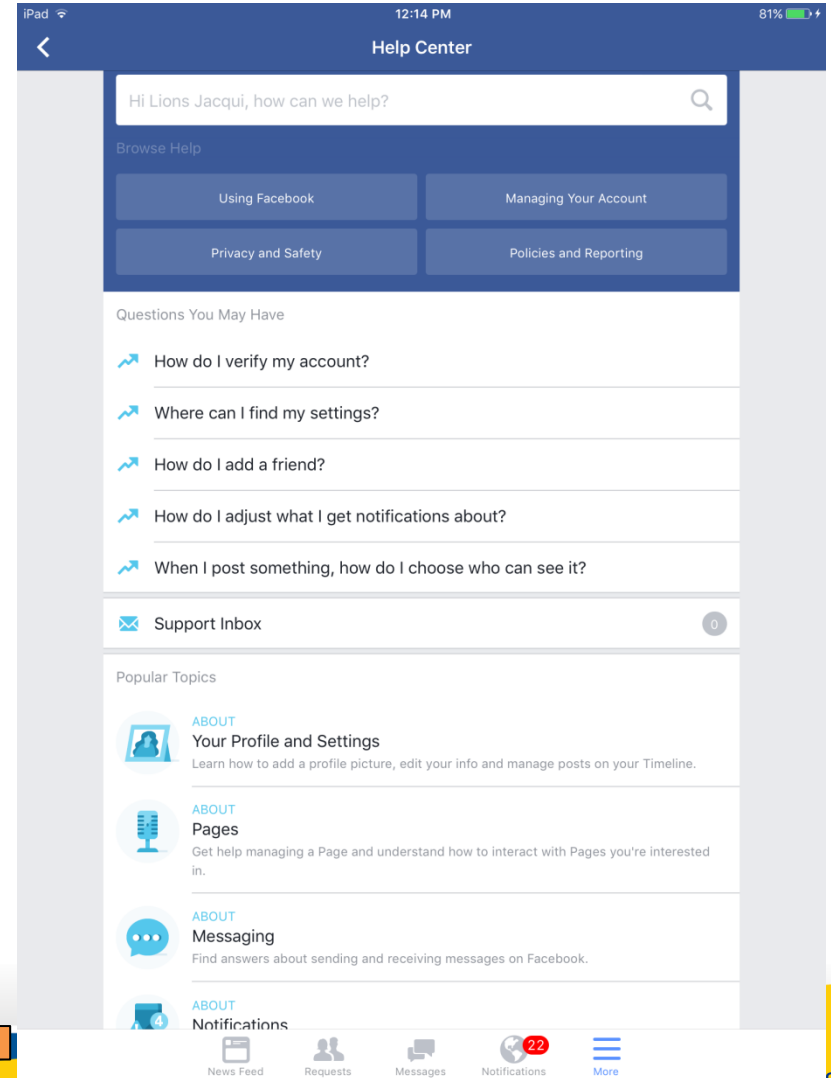 iPad 12:14 PM 81%
Help Center
Hi Lions Jacqui, how can we help?
Browse Help
Using Facebook Managing Your Account
Privacy and Safety Policies and Reporting
Questions You May Have
How do I verify my account?
Where can I find my settings?
How do I add a friend?
How do I adjust what I get notifications about?
When I post something, how do I choose who can see it?
Support Inbox 0
Popular Topics
ABOUT
Your Profile and Settings
Learn how to add a profile picture, edit your info and manage posts on your Timeline.
ABOUT
Pages
Get help managing a Page and understand how to interact with Pages you're interested
in.
ABOUT
Messaging
Find answers about sending and receiving messages on Facebook.
ABOUT
4
Notifications
22
News Feed Requests Messages Notifications More